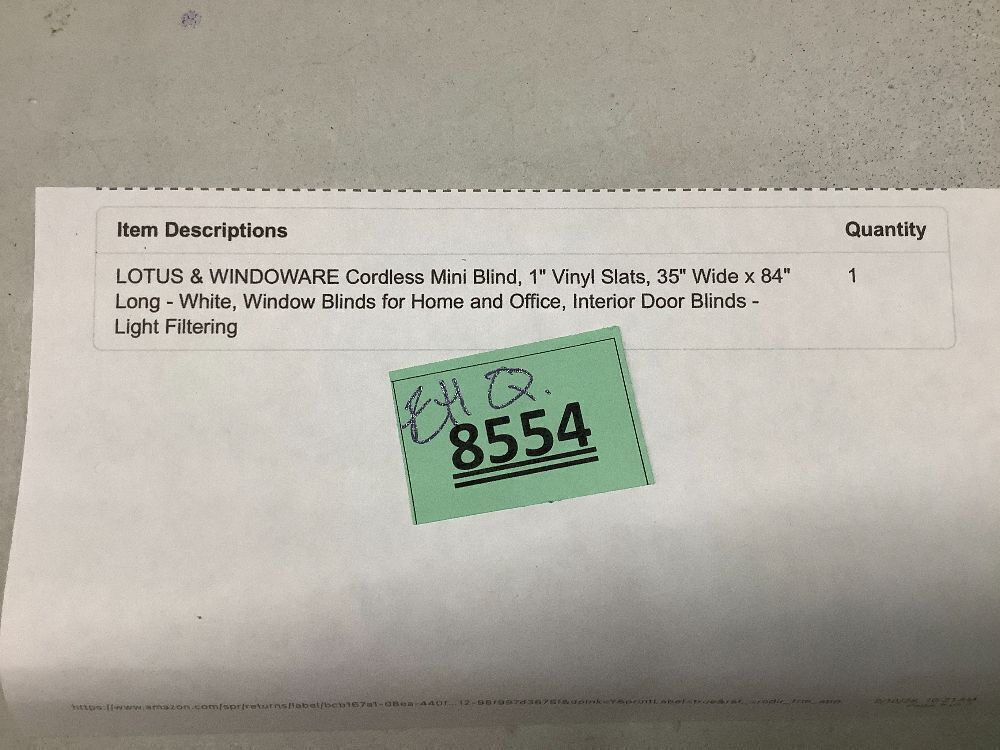 Item Descriptions Quantity
LOTUS & WINDOWARE Cordless Mini Blind, 1" Vinyl Slats, 35" Wide x 84" 1
Long - White, Window Blinds for Home and Office, Interior Door Blinds -
Light Filtering
8554